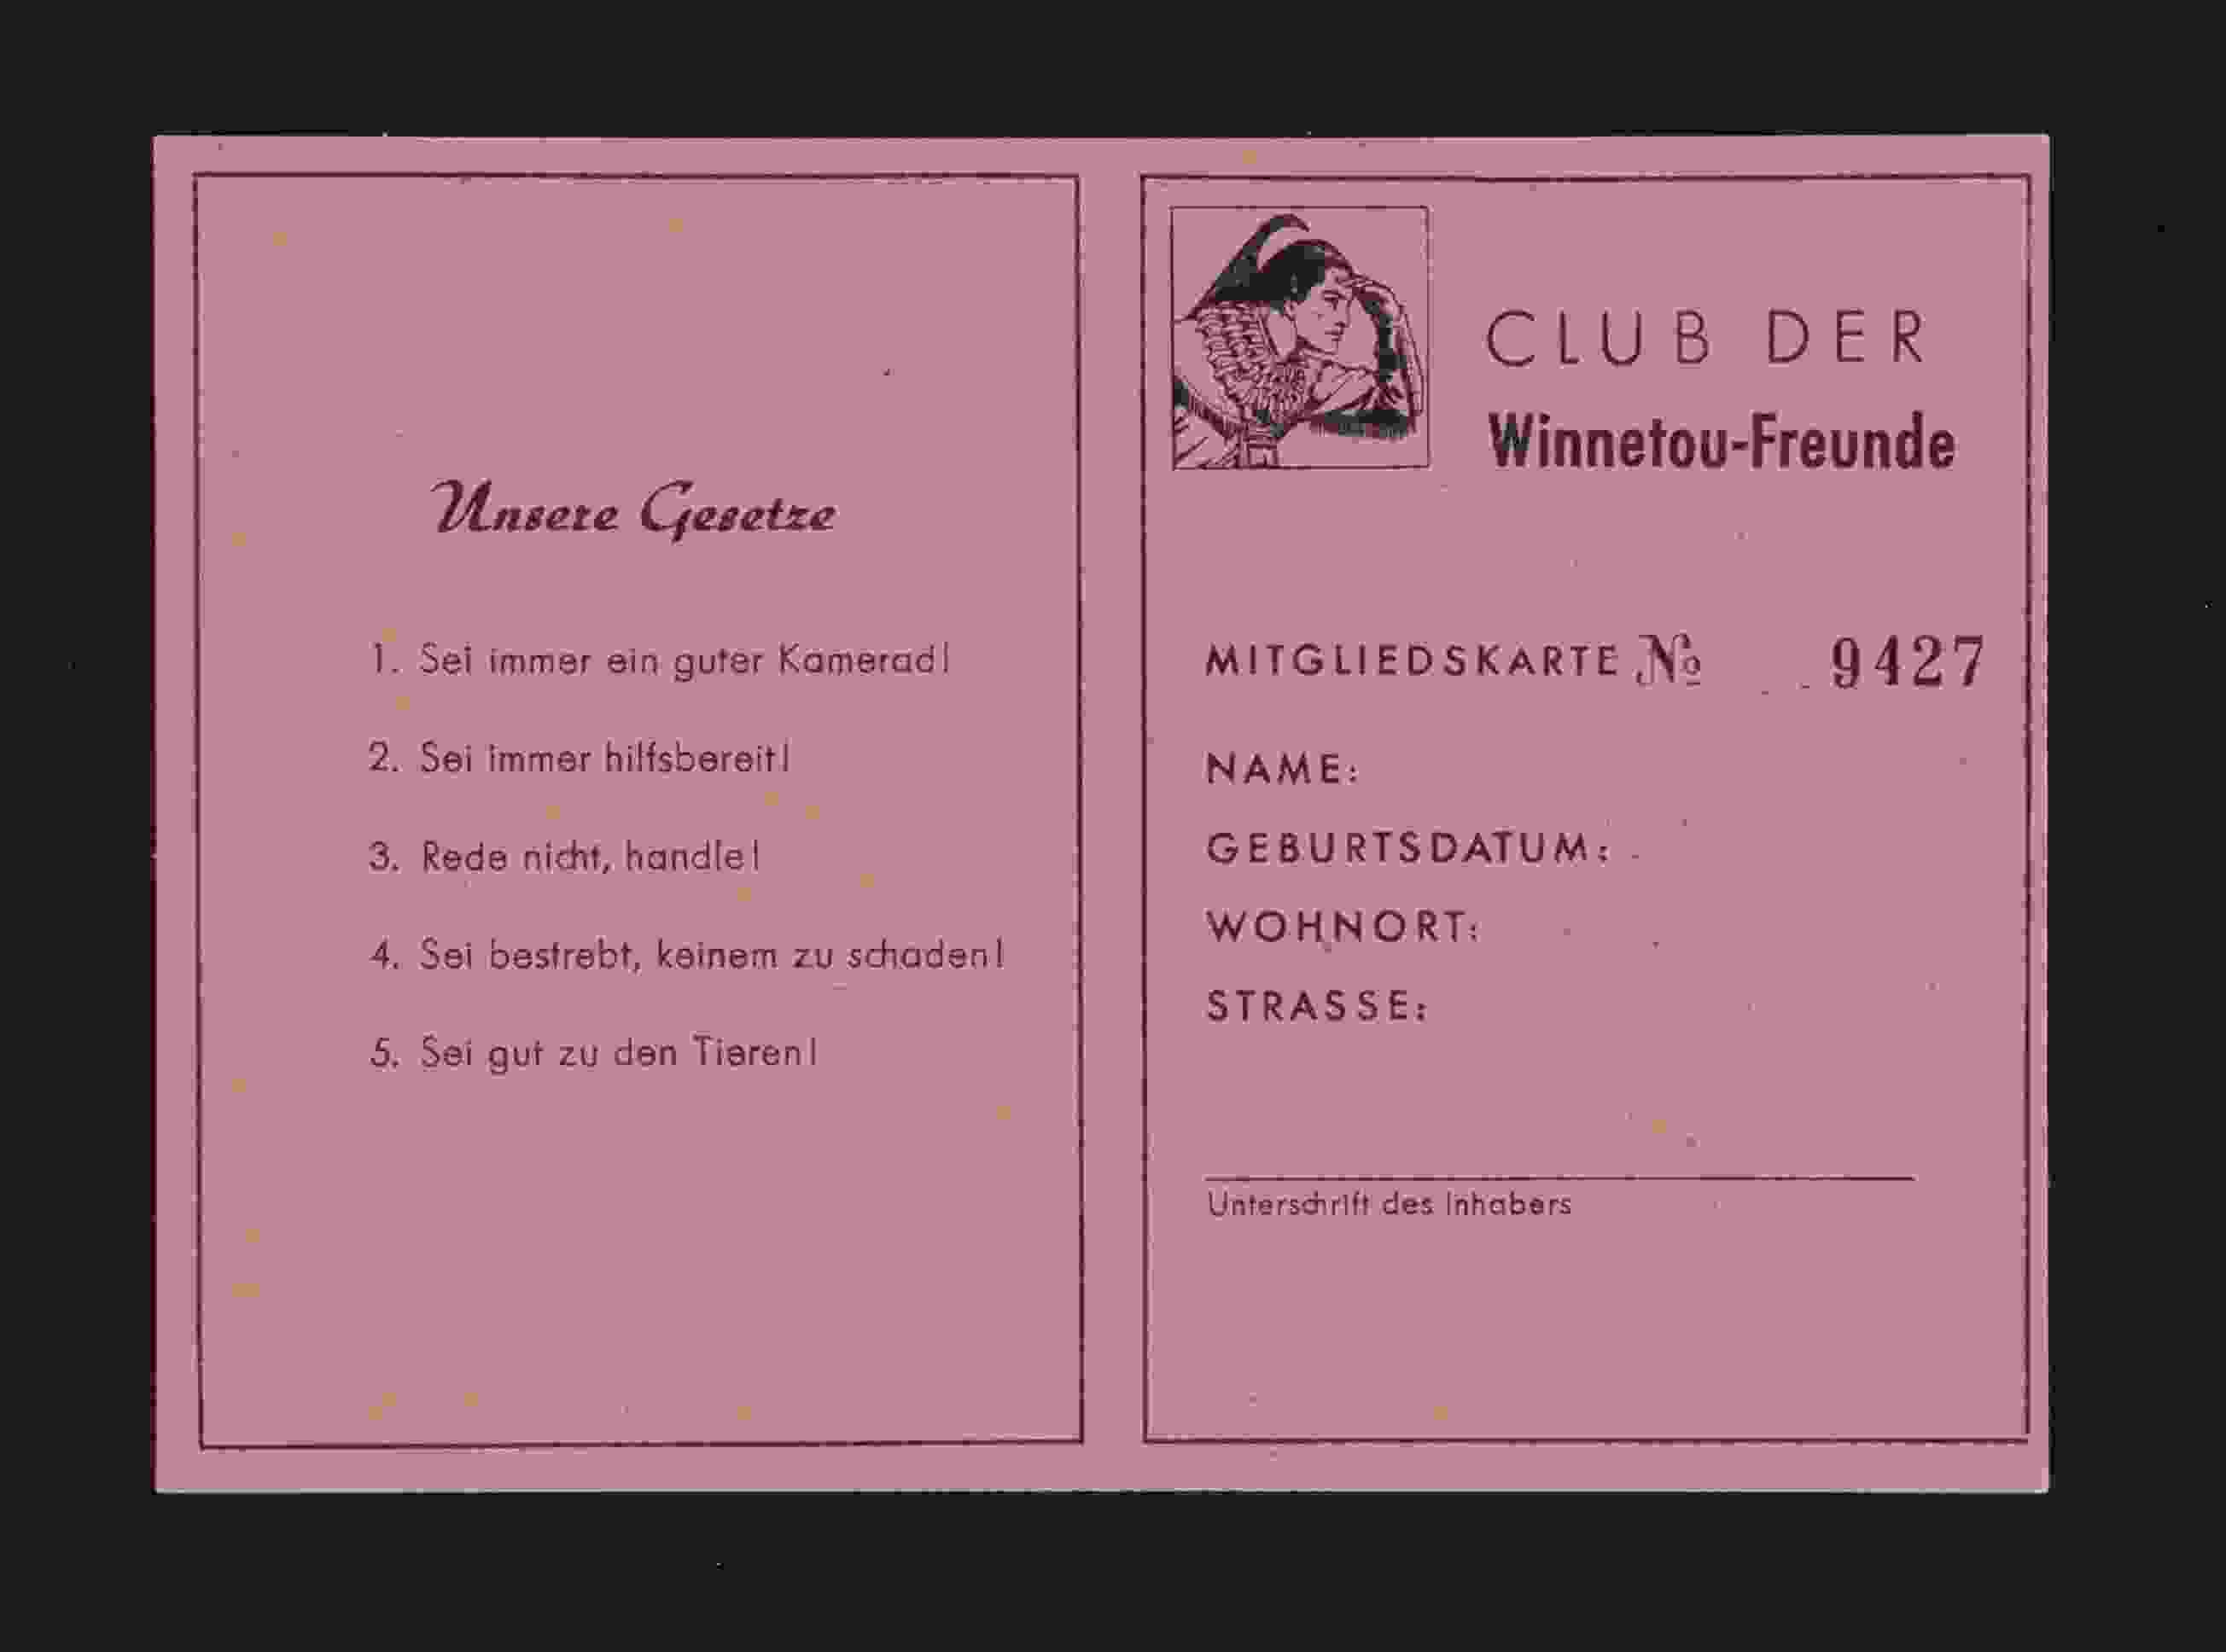 Unsere Gesetze
1. Sei immer ein guter Kamerad!
2. Sei immer hilfsbereit!
3. Rede nicht, handle!
4. Sei bestrebt, keinem zu schaden!
5. Sei gut zu den Tieren!
CLUB DER
Winnetou-Freunde
MITGLIEDSKARTE № 9427
NAME:
GEBURTSDATUM:
WOHNORT:
STRASSE:
Unterschrift des Inhabers